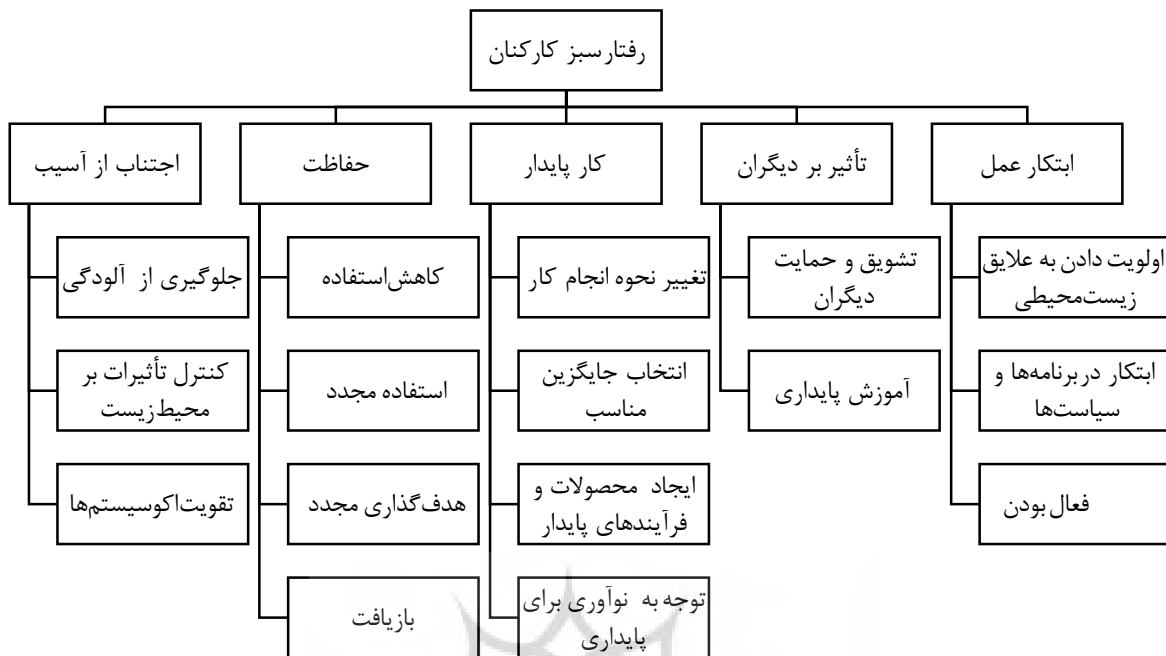 رفتارسبز کارکنان
ابتکار عمل
تأثیر بر دیگران
کار پایدار
حفاظت
اجتناب از آسیب
اولویت دادن به علایق
زیست‌محیطی
ابتکار دربرنامه‌ها و
سیاست‌ها
فعال‌بودن
تشویق و حمایت
دیگران
آموزش پایداری
تغییر نحوه انجام کار
انتخاب جایگزین
مناسب
ایجاد محصولات و
فرآیندهای پایدار
توجه به نوآوری برای
پایداری
کاهش‌استفاده
استفاده مجدد
هدف‌گذاری مجدد
بازیافت
جلوگیری از آلودگی
کنترل تأثیرات بر
محیط‌زیست
تقویت‌اکوسیستم‌ها